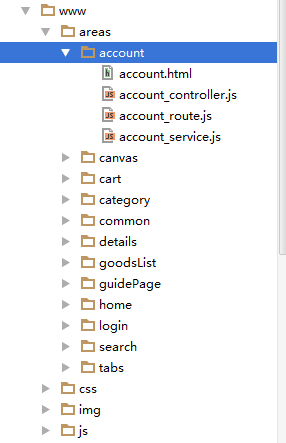 www
areas
account
account.html
account_controller.js
account_route.js
account_service.js
canvas
cart
category
common
details
goodsList
guidePage
home
login
search
tabs
css
img
js